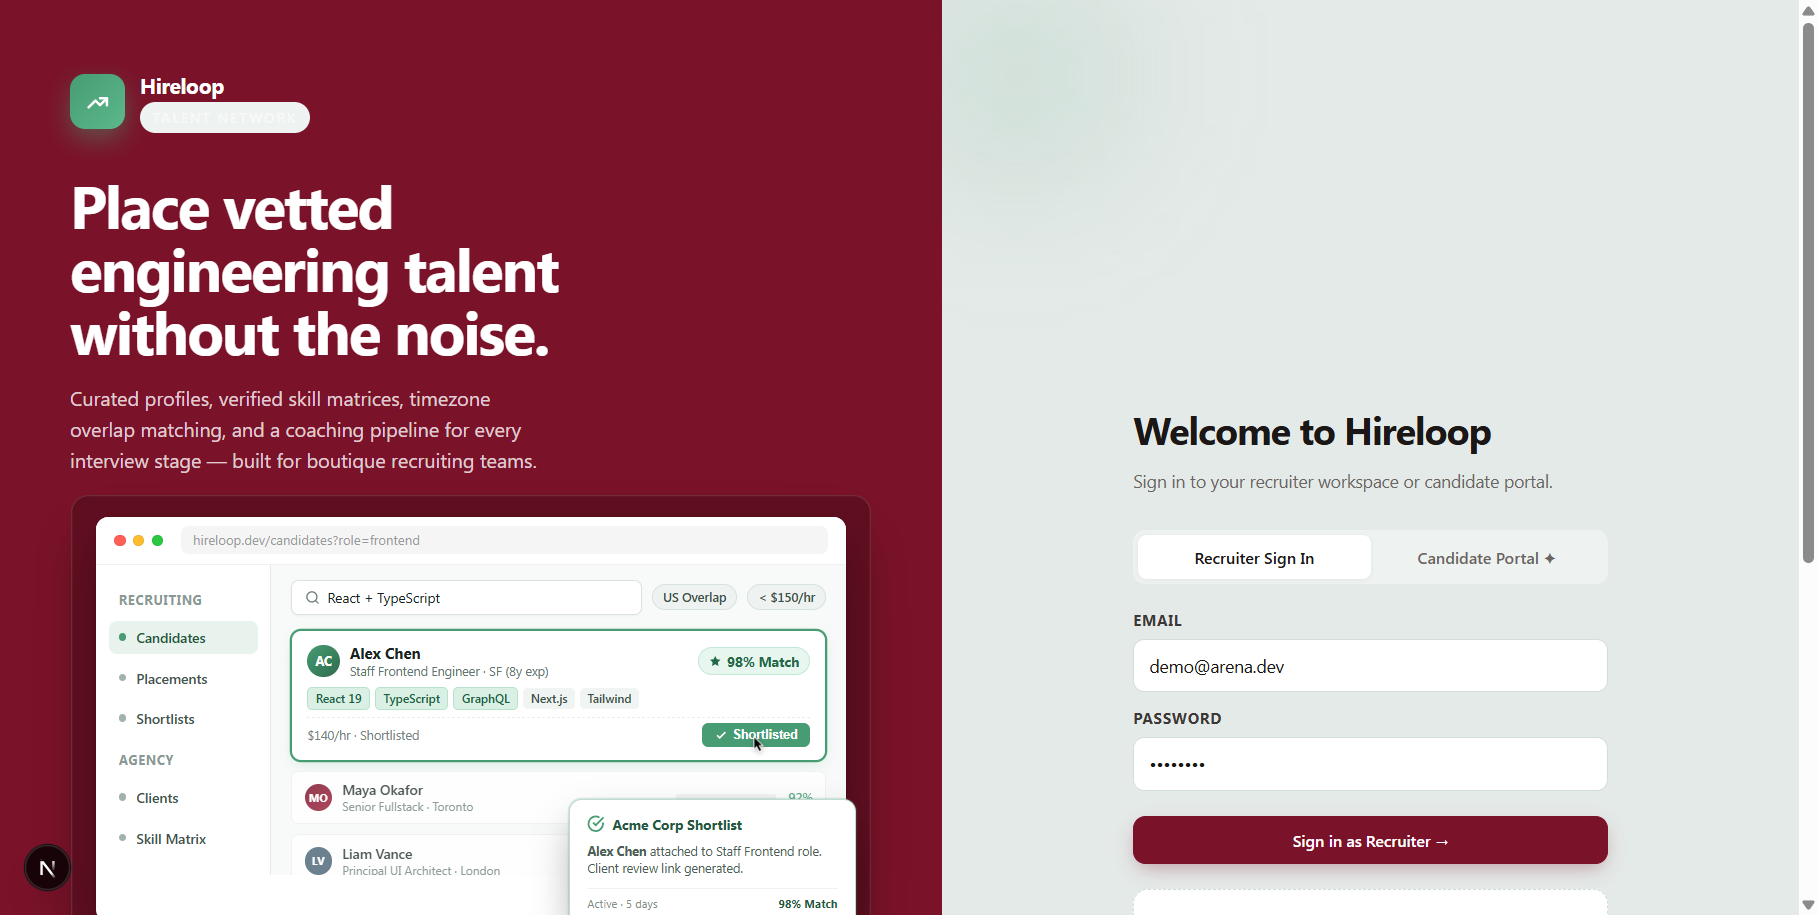 Hireloop
TALENT NETWORK
Place vetted
engineering talent
without the noise.
Curated profiles, verified skill matrices, timezone
overlap matching, and a coaching pipeline for every
interview stage — built for boutique recruiting teams.
hireloop.dev/candidates?role=frontend
RECRUITING
Candidates
Placements
Shortlists
AGENCY
Clients
Skill Matrix
React + TypeScript
US Overlap
< $150/hr
AC
Alex Chen
Staff Frontend Engineer · SF (8y exp)
★ 98% Match
React 19
TypeScript
GraphQL
Next.js
Tailwind
$140/hr · Shortlisted
✓ Shortlisted
MO
Maya Okafor
Senior Fullstack · Toronto
92%
LV
Liam Vance
Principal UI Architect · London
Acme Corp Shortlist
Alex Chen attached to Staff Frontend role.
Client review link generated.
Active · 5 days
98% Match
N
Welcome to Hireloop
Sign in to your recruiter workspace or candidate portal.
Recruiter Sign In
Candidate Portal ✦
EMAIL
demo@arena.dev
PASSWORD
••••••••
Sign in as Recruiter →